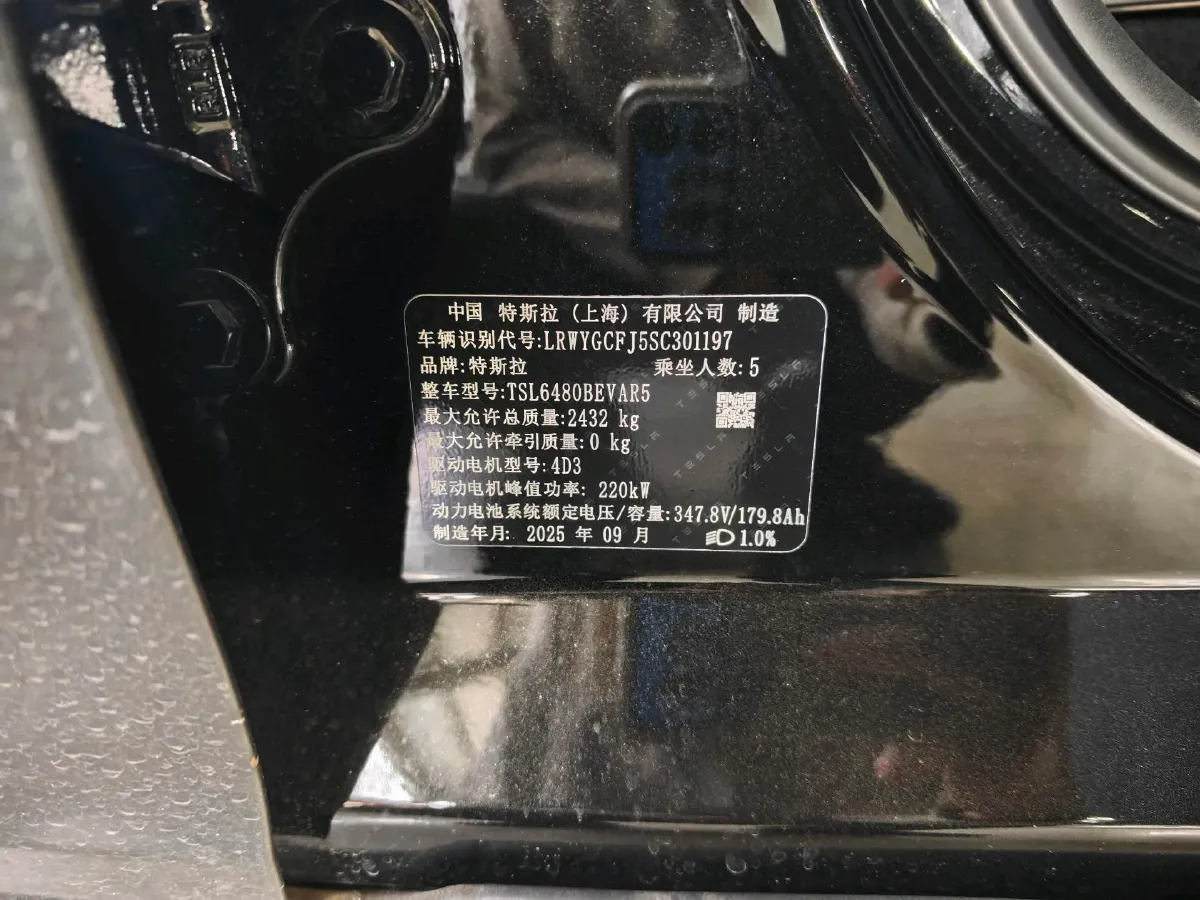 中国 特斯拉 (上海) 有限公司 制造
车辆识别代号:LRWYGCFJ5SC301197
品牌:特斯拉 乘坐人数:5
整车型号:TSL6480BEVAR5
最大允许总质量:2432 kg
最大允许牵引质量:0 kg
驱动电机型号:4D3
驱动电机峰值功率: 220kW
动力电池系统额定电压/容量:347.8V/179.8Ah
制造年月: 2025 年 09 月 1.0%
TESLA
TESLA
TESLA
TESLA